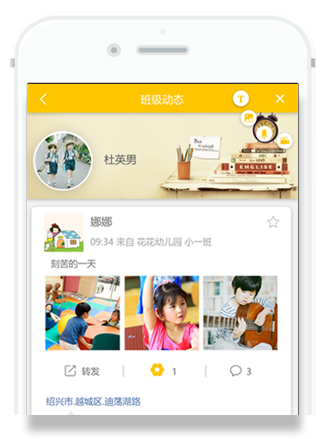 班级动态
T
杜英男
ENGLISH
娜娜
09:34 来自 花花幼儿园 小一班
刻苦的一天
转发
1
3
绍兴市.越城区.迪荡湖路